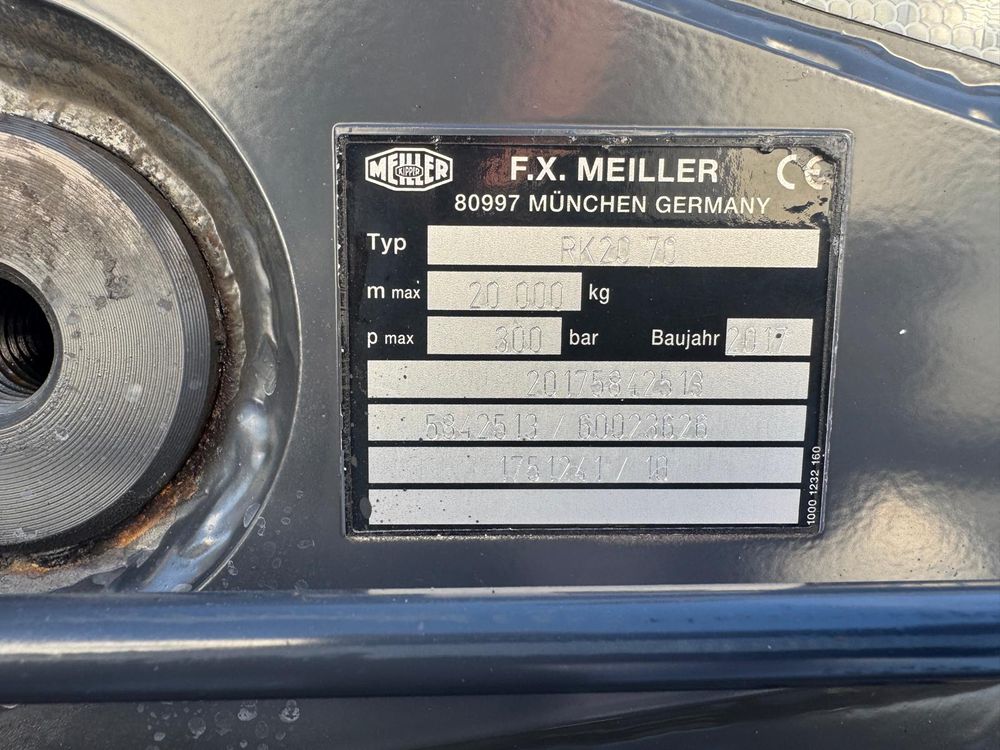 MEILLER KIPPER F.X. MEILLER CE
80997 MÜNCHEN GERMANY
Typ RK20 70
m max 20 000 kg
p max 300 bar Baujahr 2017
20175842513
5842513 / 60023626
1751241 / 18
1000 1232 160